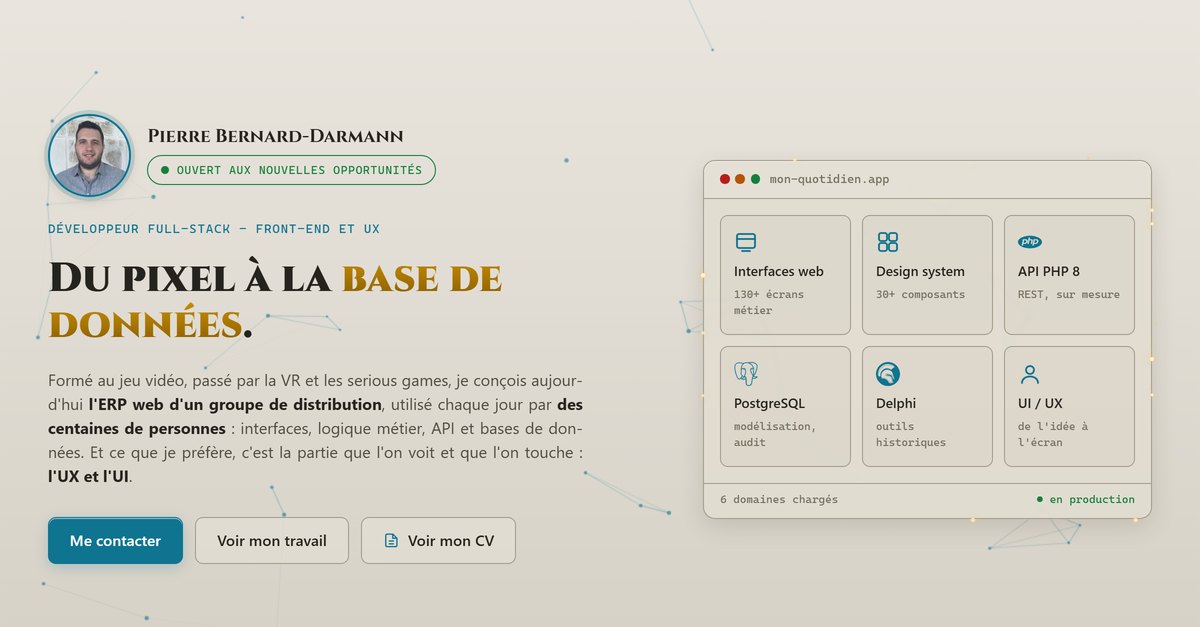 Pierre Bernard-Darmann
OUVERT AUX NOUVELLES OPPORTUNITÉS
DÉVELOPPEUR FULL-STACK — FRONT-END ET UX
Du pixel à la base de
données.
Formé au jeu vidéo, passé par la VR et les serious games, je conçois aujour-
d'hui l'ERP web d'un groupe de distribution, utilisé chaque jour par des
centaines de personnes : interfaces, logique métier, API et bases de don-
nées. Et ce que je préfère, c'est la partie que l'on voit et que l'on touche :
l'UX et l'UI.
Me contacter
Voir mon travail
Voir mon CV
mon-quotidien.app
Interfaces web
130+ écrans
métier
Design system
30+ composants
php
API PHP 8
REST, sur mesure
PostgreSQL
modélisation,
audit
Delphi
outils
historiques
UI / UX
de l'idée à
l'écran
6 domaines chargés
en production